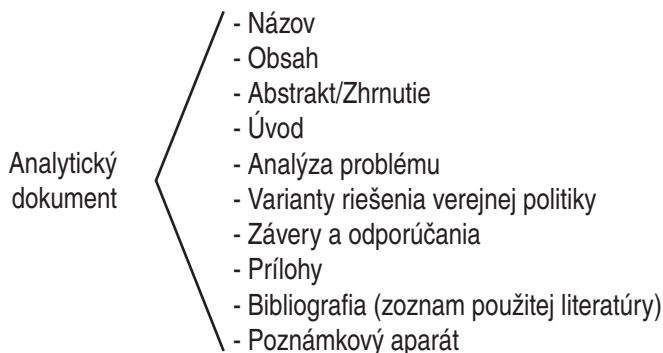 Analytický
dokument
- Názov
- Obsah
- Abstrakt/Zhrnutie
- Úvod
- Analýza problému
- Varianty riešenia verejnej politiky
- Závery a odporúčania
- Prílohy
- Bibliografia (zoznam použitej literatúry)
- Poznámkový aparát